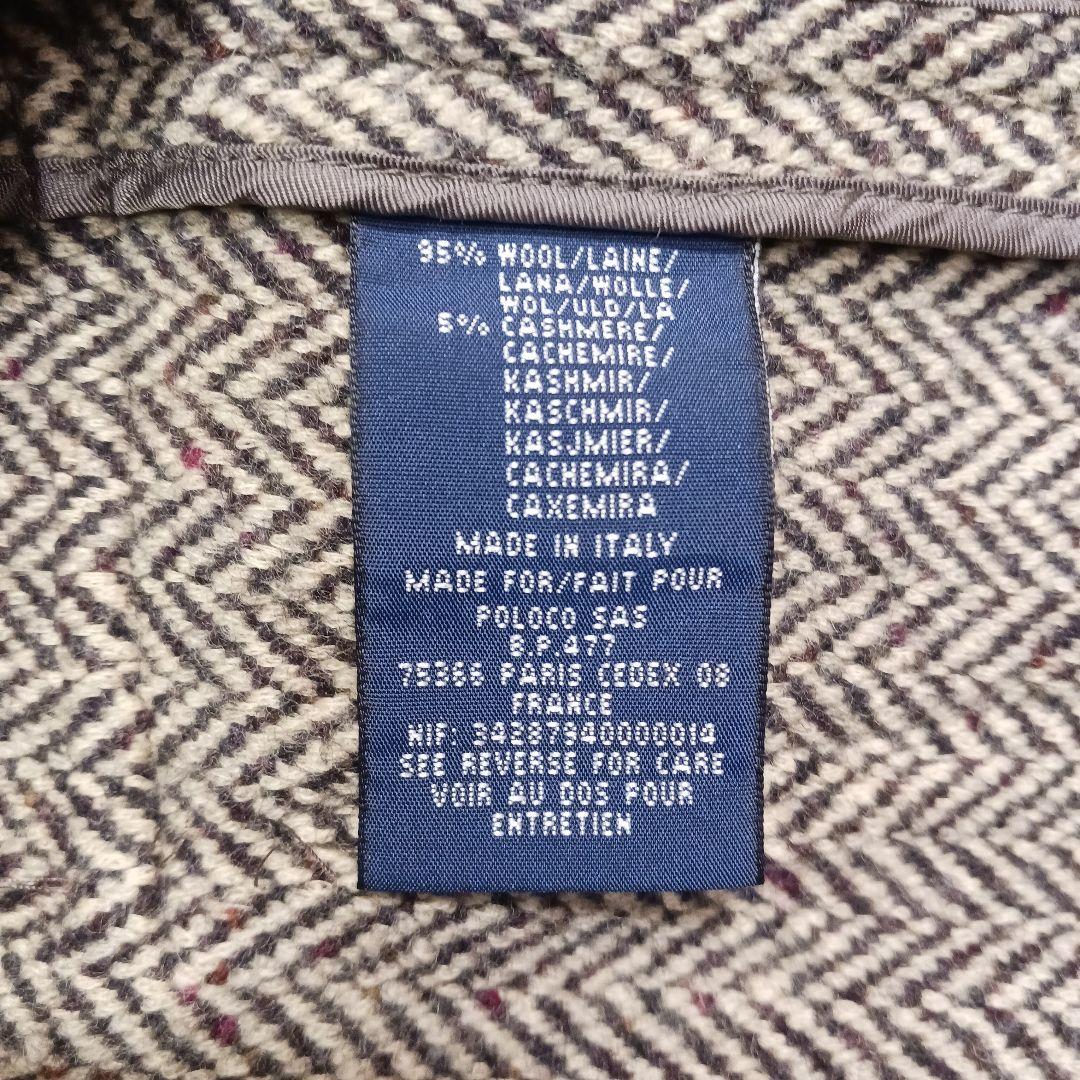 95% WOOL/LAINE/
LANA/WOLLE/
WOL/ULD/LA
5% CASHMERE/
CACHEMIRE/
KASHMIR/
KASCHMIR/
KASJMIER/
CACHEMIRA/
CAXEMIRA
MADE IN ITALY
MADE FOR/FAIT POUR
POLOCO SAS
B.P.477
75366 PARIS CEDEX 08
FRANCE
NIF: 34287940000014
SEE REVERSE FOR CARE
VOIR AU DOS POUR
ENTRETIEN